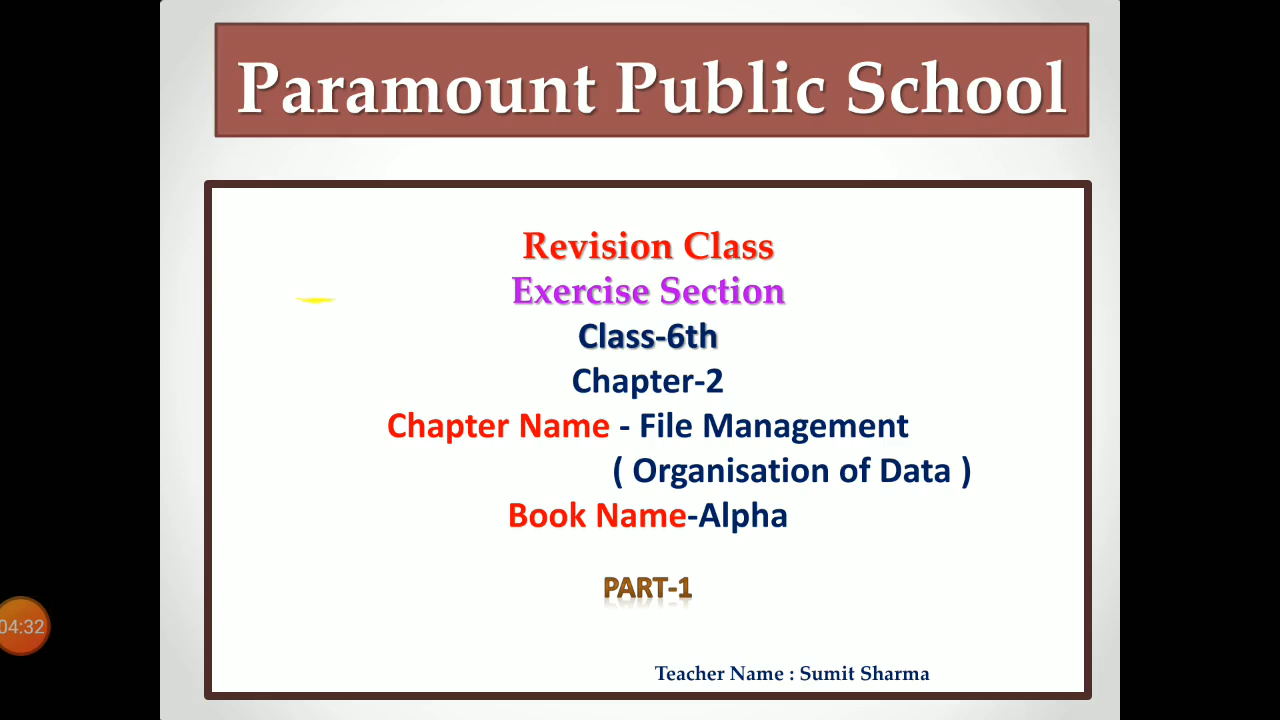 Paramount Public School
Revision Class
Exercise Section
Class-6th
Chapter-2
Chapter Name - File Management
( Organisation of Data )
Book Name-Alpha
PART-1
04:32
Teacher Name : Sumit Sharma